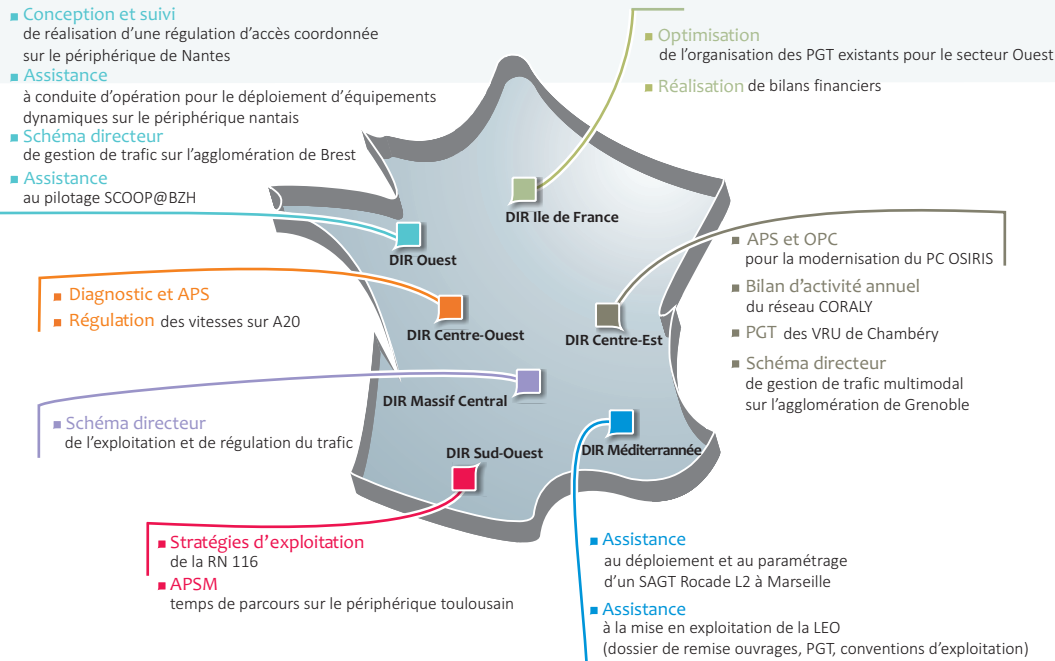 Conception et suivi
de réalisation d'une régulation d'accès coordonnée
sur le périphérique de Nantes
Assistance
à conduite d'opération pour le déploiement d'équipements
dynamiques sur le périphérique nantais
Schéma directeur
de gestion de trafic sur l'agglomération de Brest
Assistance
au pilotage SCOOP@BZH
Optimisation
de l'organisation des PGT existants pour le secteur Ouest
Réalisation de bilans financiers
DIR Ile de France
DIR Ouest
APS et OPC
pour la modernisation du PC OSIRIS
Bilan d'activité annuel
du réseau CORALY
PGT des VRU de Chambéry
Schéma directeur
de gestion de trafic multimodal
sur l'agglomération de Grenoble
Diagnostic et APS
Régulation des vitesses sur A20
DIR Centre-Ouest
DIR Centre-Est
DIR Massif Central
Schéma directeur
de l'exploitation et de régulation du trafic
DIR Sud-Ouest
DIR Méditerrannée
Stratégies d'exploitation
de la RN 116
APSM
temps de parcours sur le périphérique toulousain
Assistance
au déploiement et au paramétrage
d'un SAGT Rocade L2 à Marseille
Assistance
à la mise en exploitation de la LEO
(dossier de remise ouvrages, PGT, conventions d'exploitation)